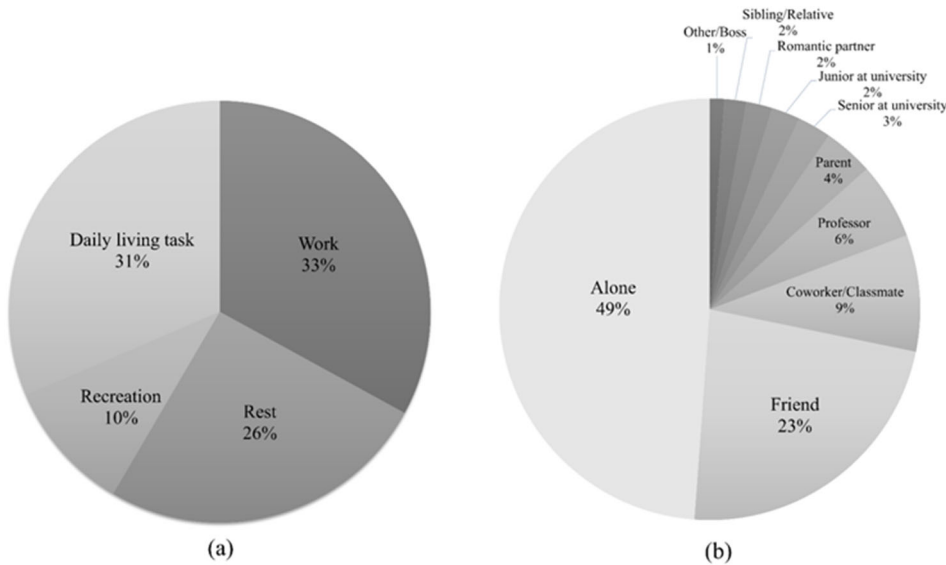 Daily living task
31%
Work
33%
Recreation
10%
Rest
26%
(a)
Other/Boss
1%
Sibling/Relative
2%
Romantic partner
2%
Junior at university
2%
Senior at university
3%
Parent
4%
Professor
6%
Coworker/Classmate
9%
Alone
49%
Friend
23%
(b)